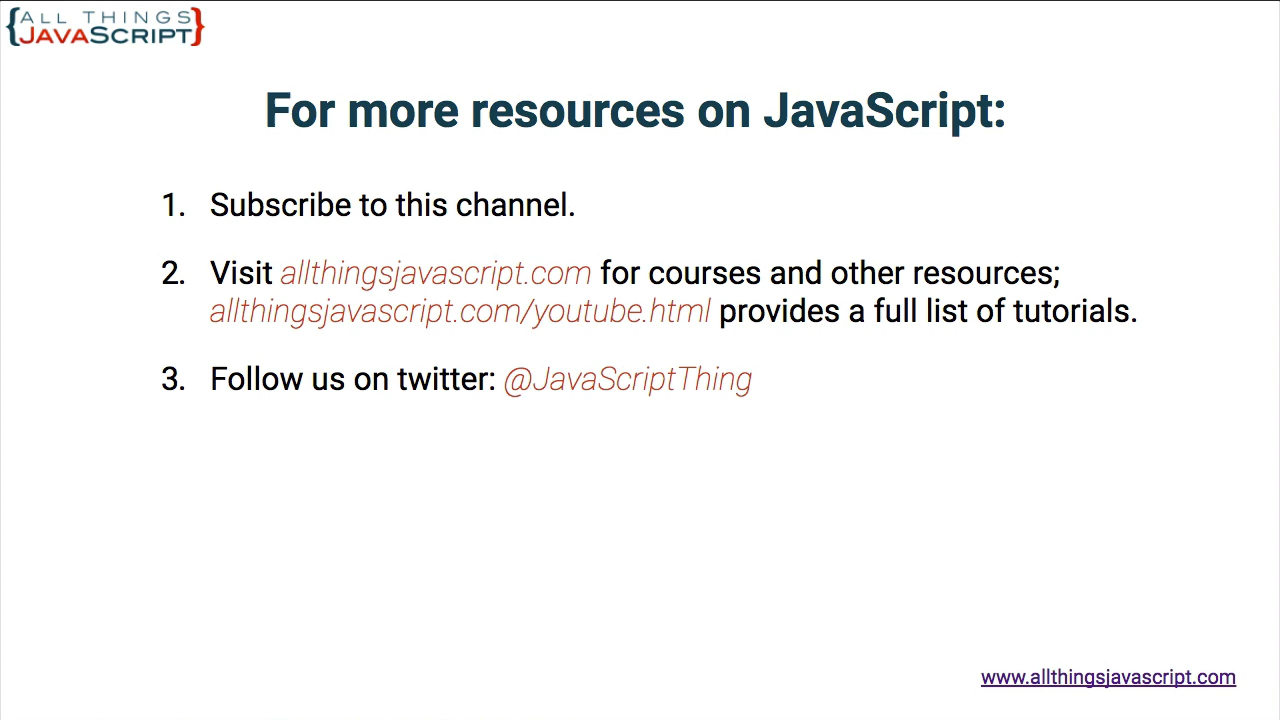 {ALL THINGS
JAVASCRIPT}
For more resources on JavaScript:
1. Subscribe to this channel.
2. Visit allthingsjavascript.com for courses and other resources;
allthingsjavascript.com/youtube.html provides a full list of tutorials.
3. Follow us on twitter: @JavaScriptThing
www.allthingsjavascript.com